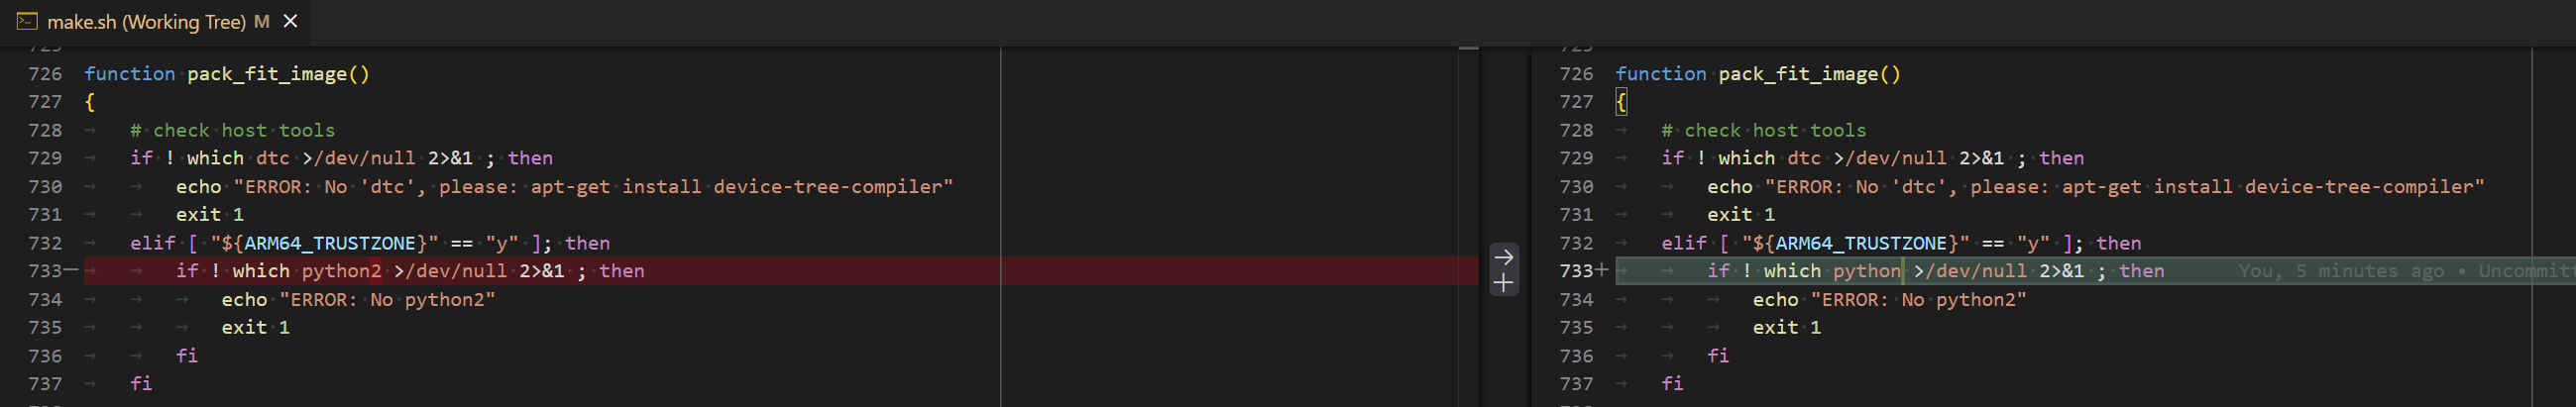 make.sh (Working Tree) M
726 function pack_fit_image()
727 {
728 # check host tools
729 if ! which dtc >/dev/null 2>&1 ; then
730 echo "ERROR: No 'dtc', please: apt-get install device-tree-compiler"
731 exit 1
732 elif [ "${ARM64_TRUSTZONE}" == "y" ]; then
733 if ! which python2 >/dev/null 2>&1 ; then
734 echo "ERROR: No python2"
735 exit 1
736 fi
737 fi
726 function pack_fit_image()
727 {
728 # check host tools
729 if ! which dtc >/dev/null 2>&1 ; then
730 echo "ERROR: No 'dtc', please: apt-get install device-tree-compiler"
731 exit 1
732 elif [ "${ARM64_TRUSTZONE}" == "y" ]; then
733 if ! which python >/dev/null 2>&1 ; then You, 5 minutes ago • Uncommitt
734 echo "ERROR: No python2"
735 exit 1
736 fi
737 fi